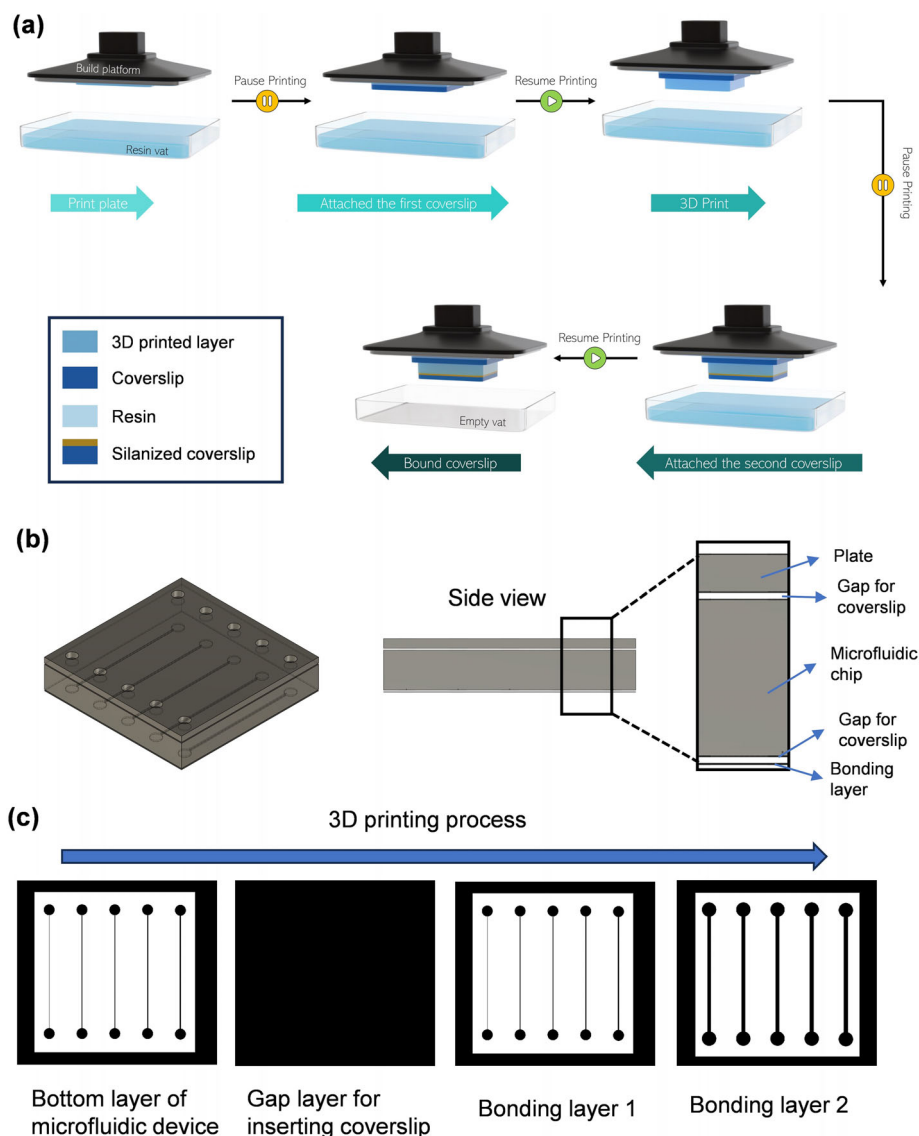 (a)
Build platform
Resin vat
Pause Printing
Resume Printing
Pause Printing
Print plate
Attached the first coverslip
3D Print
3D printed layer
Coverslip
Resin
Silanized coverslip
Resume Printing
Empty vat
Bound coverslip
Attached the second coverslip
(b)
Side view
Plate
Gap for
coverslip
Microfluidic
chip
Gap for
coverslip
Bonding
layer
(c)
3D printing process
Bottom layer of
microfluidic device
Gap layer for
inserting coverslip
Bonding layer 1
Bonding layer 2